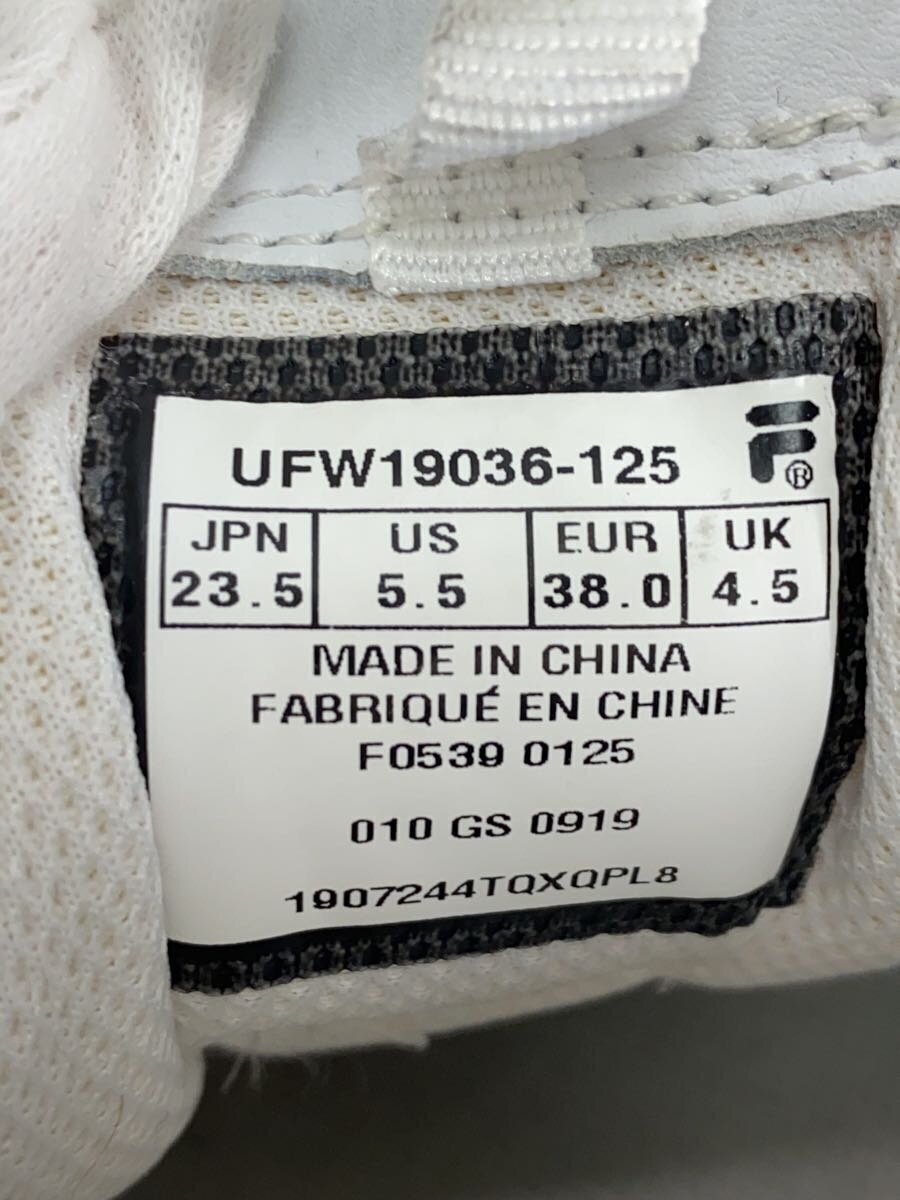 UFW19036-125
F®
JPN US EUR UK
23.5 5.5 38.0 4.5
MADE IN CHINA
FABRIQUÉ EN CHINE
F0539 0125
010 GS 0919
1907244TQXQPL8